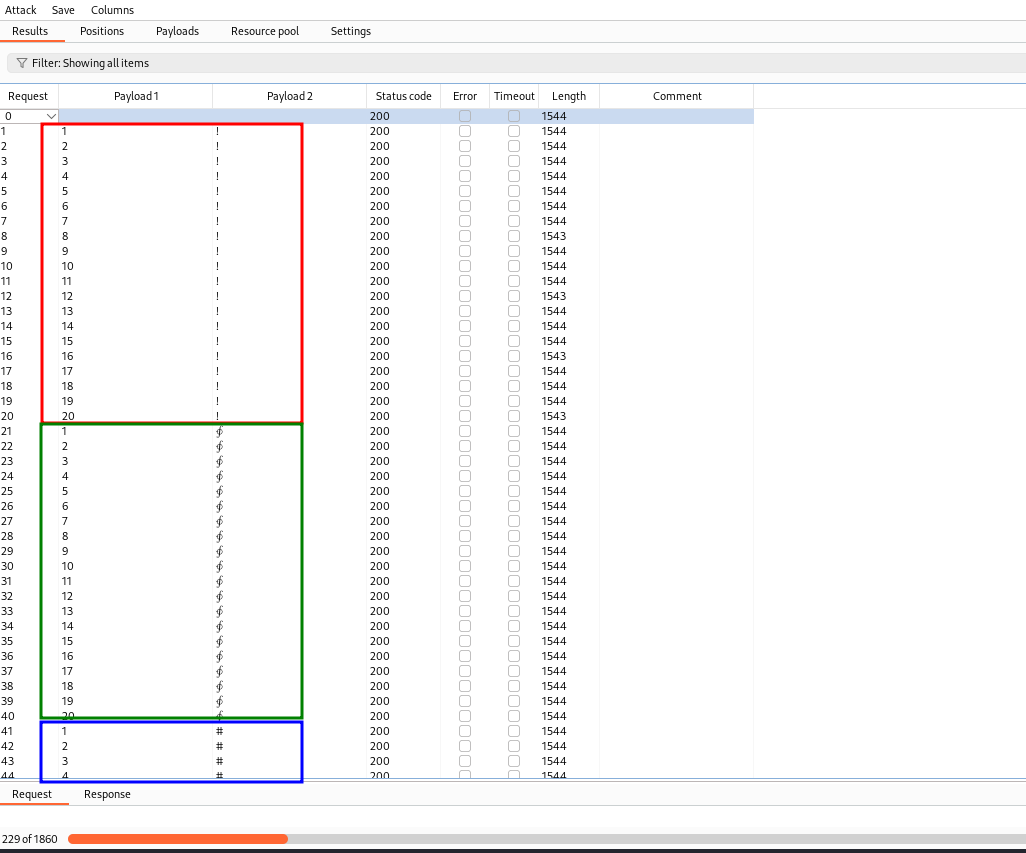 Attack Save Columns
Results Positions Payloads Resource pool Settings
Filter: Showing all items
Request Payload 1 Payload 2 Status code Error Timeout Length Comment
0 200 1544
1 1 ! 200 1544
2 2 ! 200 1544
3 3 ! 200 1544
4 4 ! 200 1544
5 5 ! 200 1544
6 6 ! 200 1544
7 7 ! 200 1544
8 8 ! 200 1543
9 9 ! 200 1544
10 10 ! 200 1544
11 11 ! 200 1544
12 12 ! 200 1543
13 13 ! 200 1544
14 14 ! 200 1544
15 15 ! 200 1544
16 16 ! 200 1543
17 17 ! 200 1544
18 18 ! 200 1544
19 19 ! 200 1544
20 20 ! 200 1543
21 1 ∮ 200 1544
22 2 ∮ 200 1544
23 3 ∮ 200 1544
24 4 ∮ 200 1544
25 5 ∮ 200 1544
26 6 ∮ 200 1544
27 7 ∮ 200 1544
28 8 ∮ 200 1544
29 9 ∮ 200 1544
30 10 ∮ 200 1544
31 11 ∮ 200 1544
32 12 ∮ 200 1544
33 13 ∮ 200 1544
34 14 ∮ 200 1544
35 15 ∮ 200 1544
36 16 ∮ 200 1544
37 17 ∮ 200 1544
38 18 ∮ 200 1544
39 19 ∮ 200 1544
40 20 ∮ 200 1544
41 1 # 200 1544
42 2 # 200 1544
43 3 # 200 1544
44 4 # 200 1544
Request Response
229 of 1860